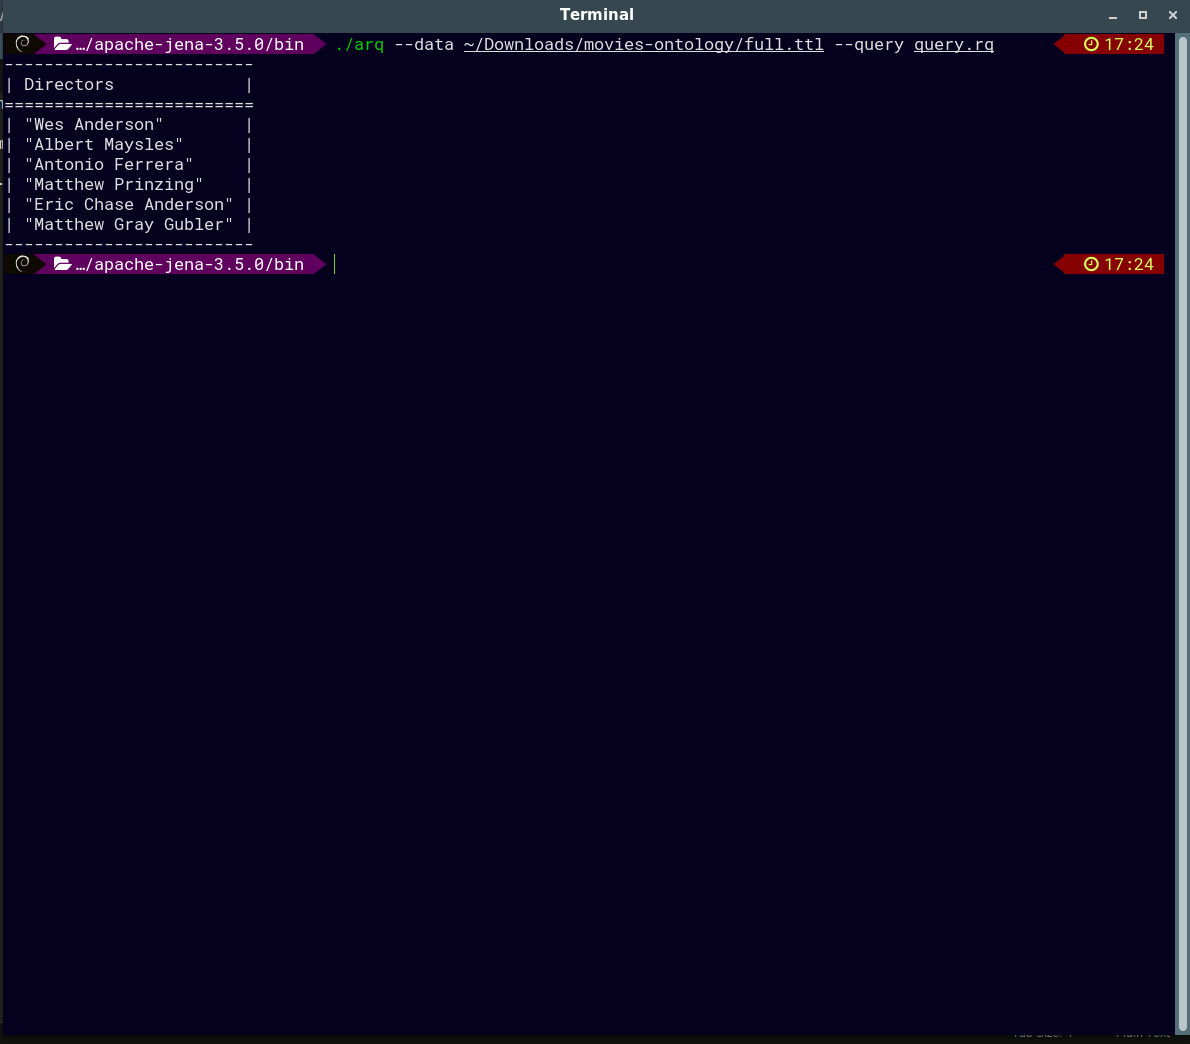 Terminal
…/apache-jena-3.5.0/bin ./arq --data ~/Downloads/movies-ontology/full.ttl --query query.rq 17:24
-------------------------
| Directors             |
=========================
| "Wes Anderson"        |
| "Albert Maysles"      |
| "Antonio Ferrera"     |
| "Matthew Prinzing"    |
| "Eric Chase Anderson" |
| "Matthew Gray Gubler" |
-------------------------
…/apache-jena-3.5.0/bin 17:24